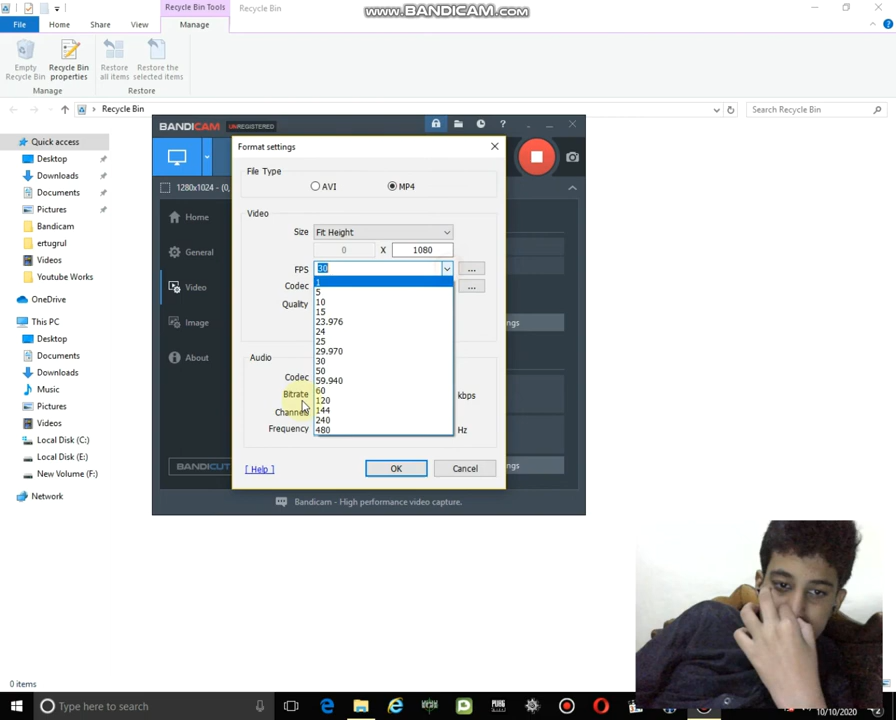 Recycle Bin Tools
Recycle Bin
www.BANDICAM.com
File
Home
Share
View
Manage
Empty
Recycle Bin
Recycle Bin
properties
Restore
all items
Restore the
selected items
Manage
Restore
Recycle Bin
Search Recycle Bin
Quick access
Desktop
Downloads
Documents
Pictures
Bandicam
ertugrul
Videos
Youtube Works
OneDrive
This PC
Desktop
Documents
Downloads
Music
Pictures
Videos
Local Disk (C:)
Local Disk (E:)
New Volume (F:)
Network
BANDICAM
UNREGISTERED
1280x1024 - (0,
Home
General
Video
Image
About
BANDICUT
Format settings
File Type
AVI
MP4
Video
Size
Fit Height
0
X
1080
FPS
30
...
Codec
...
Quality
1
5
10
15
23.976
24
25
29.970
30
50
59.940
60
120
144
240
480
Audio
Codec
Bitrate
kbps
Channels
Frequency
Hz
[ Help ]
OK
Cancel
ngs
ngs
Bandicam - High performance video capture.
0 items
Type here to search
10/10/2020